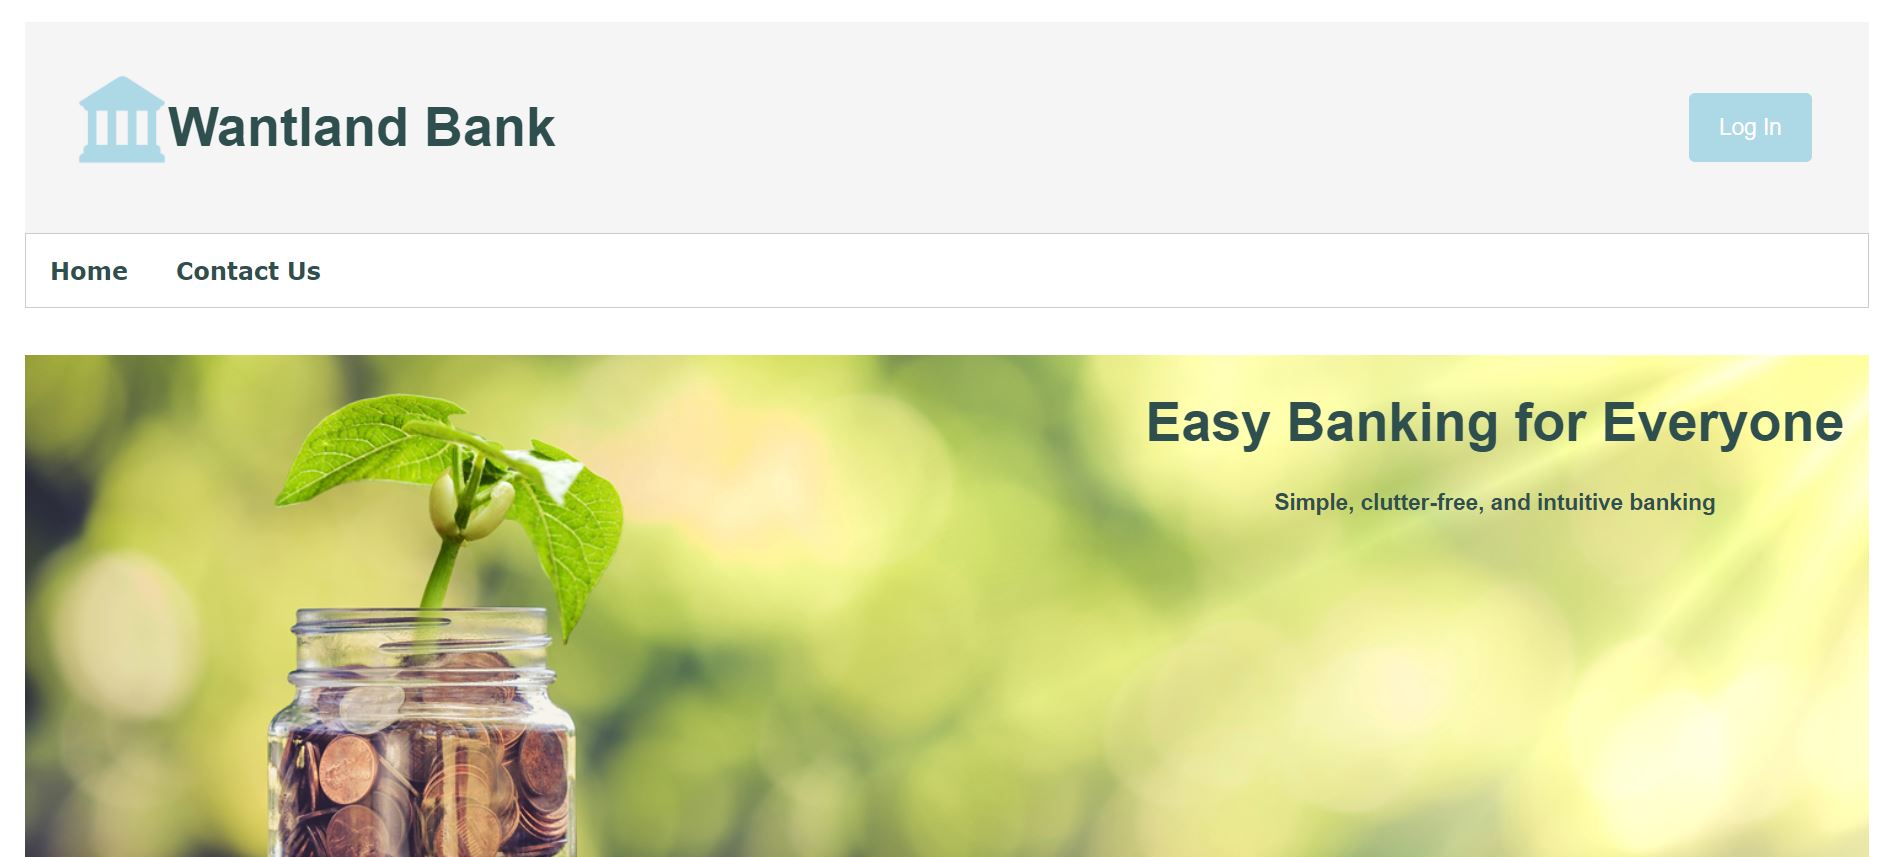 Wantland Bank
Log In
Home
Contact Us
Easy Banking for Everyone
Simple, clutter-free, and intuitive banking